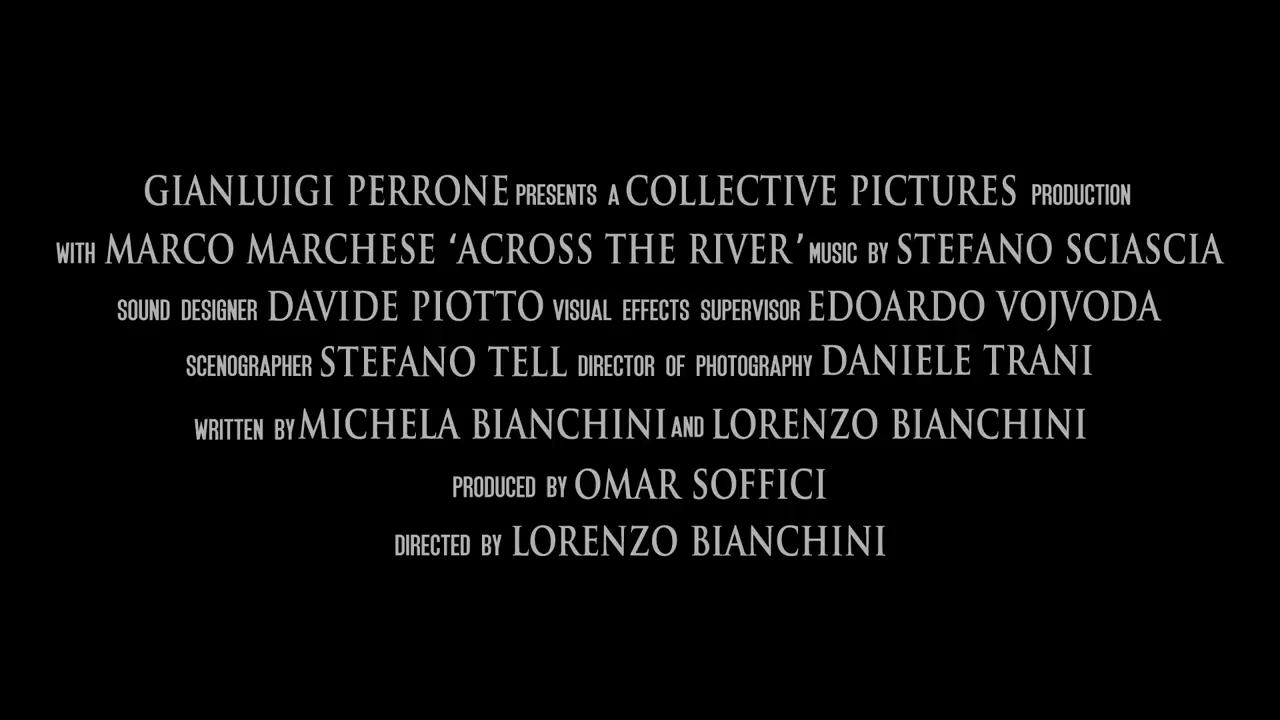 GIANLUIGI PERRONE PRESENTS A COLLECTIVE PICTURES PRODUCTION
WITH MARCO MARCHESE ‘ACROSS THE RIVER’ MUSIC BY STEFANO SCIASCIA
SOUND DESIGNER DAVIDE PIOTTO VISUAL EFFECTS SUPERVISOR EDOARDO VOJVODA
SCENOGRAPHER STEFANO TELL DIRECTOR OF PHOTOGRAPHY DANIELE TRANI
WRITTEN BY MICHELA BIANCHINI AND LORENZO BIANCHINI
PRODUCED BY OMAR SOFFICI
DIRECTED BY LORENZO BIANCHINI